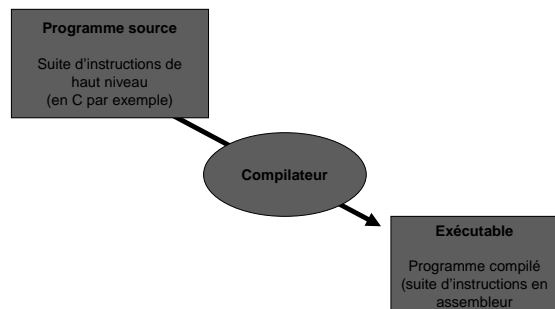 Programme source
Suite d'instructions de
haut niveau
(en C par exemple)
Compilateur
Exécutable
Programme compilé
(suite d'instructions en
assembleur